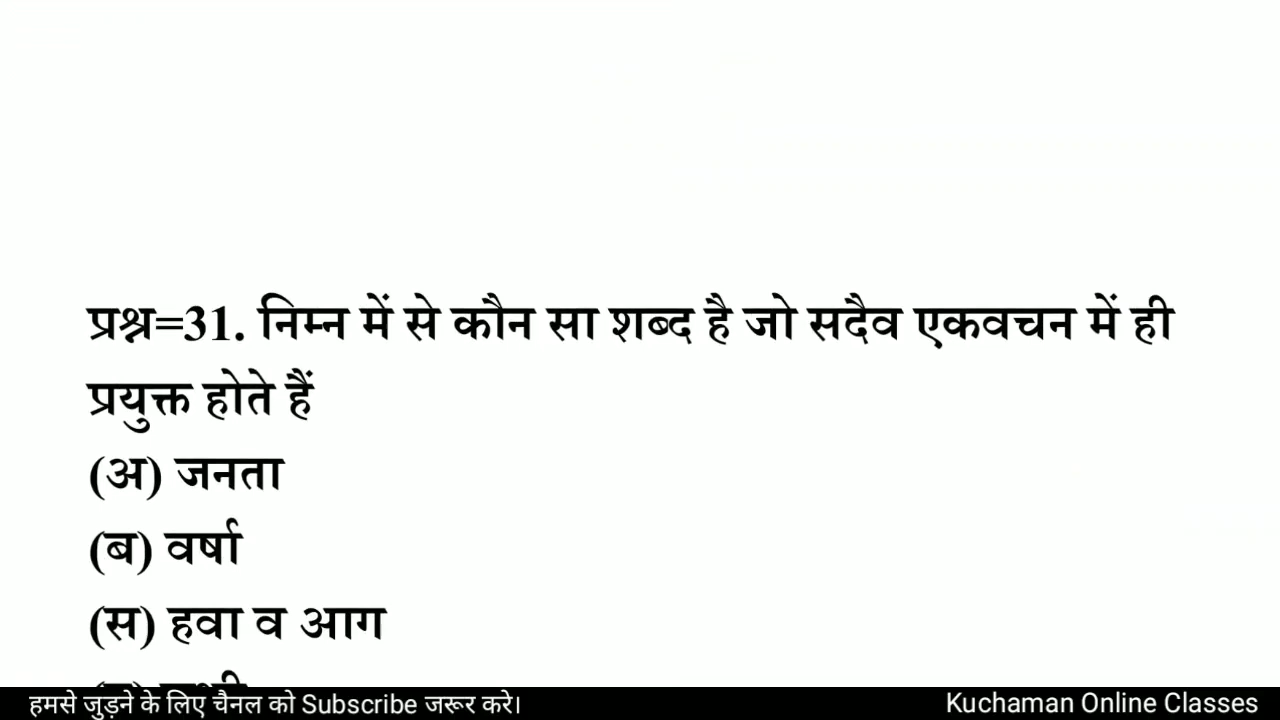 प्रश्न=31. निम्न में से कौन सा शब्द है जो सदैव एकवचन में ही
प्रयुक्त होते हैं
(अ) जनता
(ब) वर्षा
(स) हवा व आग
हमसे जुड़ने के लिए चैनल को Subscribe जरूर करे। Kuchaman Online Classes